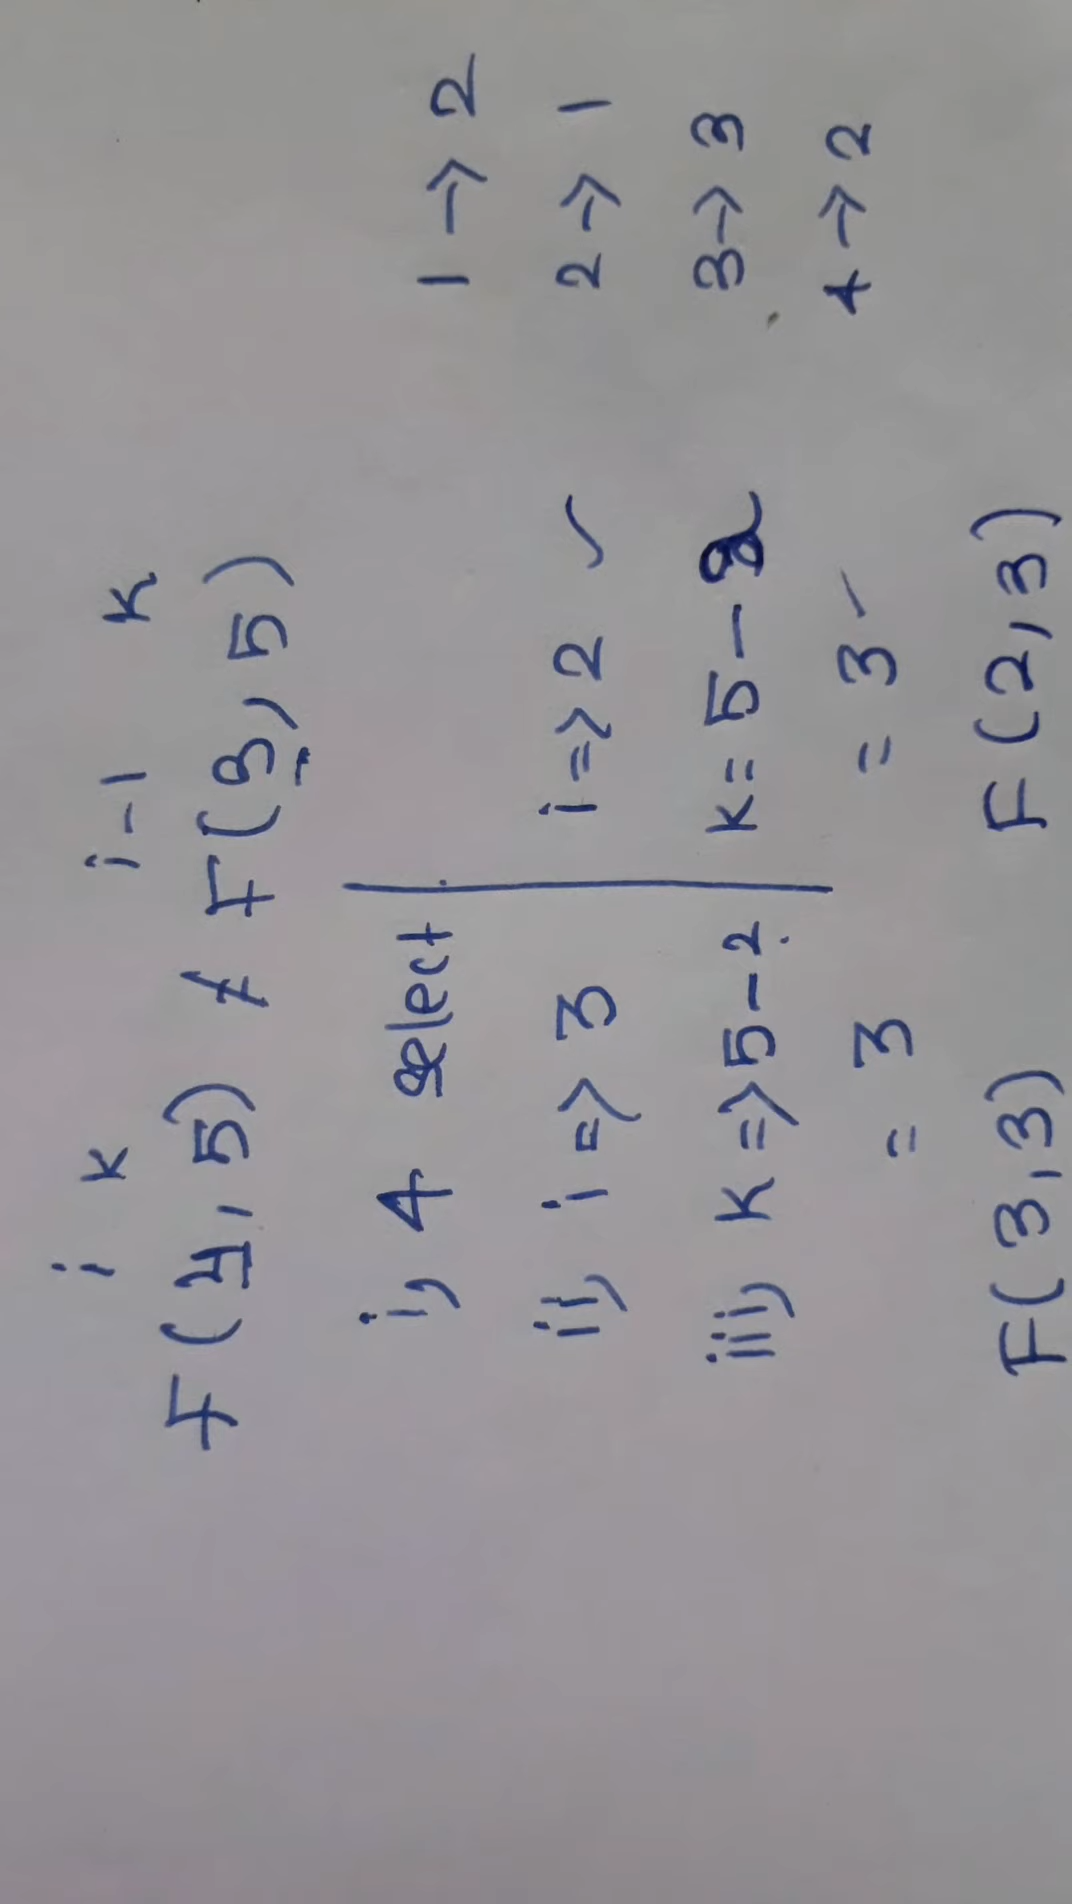 i K i-1 K
F(4,5) F(3,5)
i, 4 select 1 → 2
ii, i => 3 i => 2 ✓ 2 → 1
iii, K => 5-2 K = 5-2 3 → 3
= 3 = 3 4 → 2
F(3,3) F(2,3)